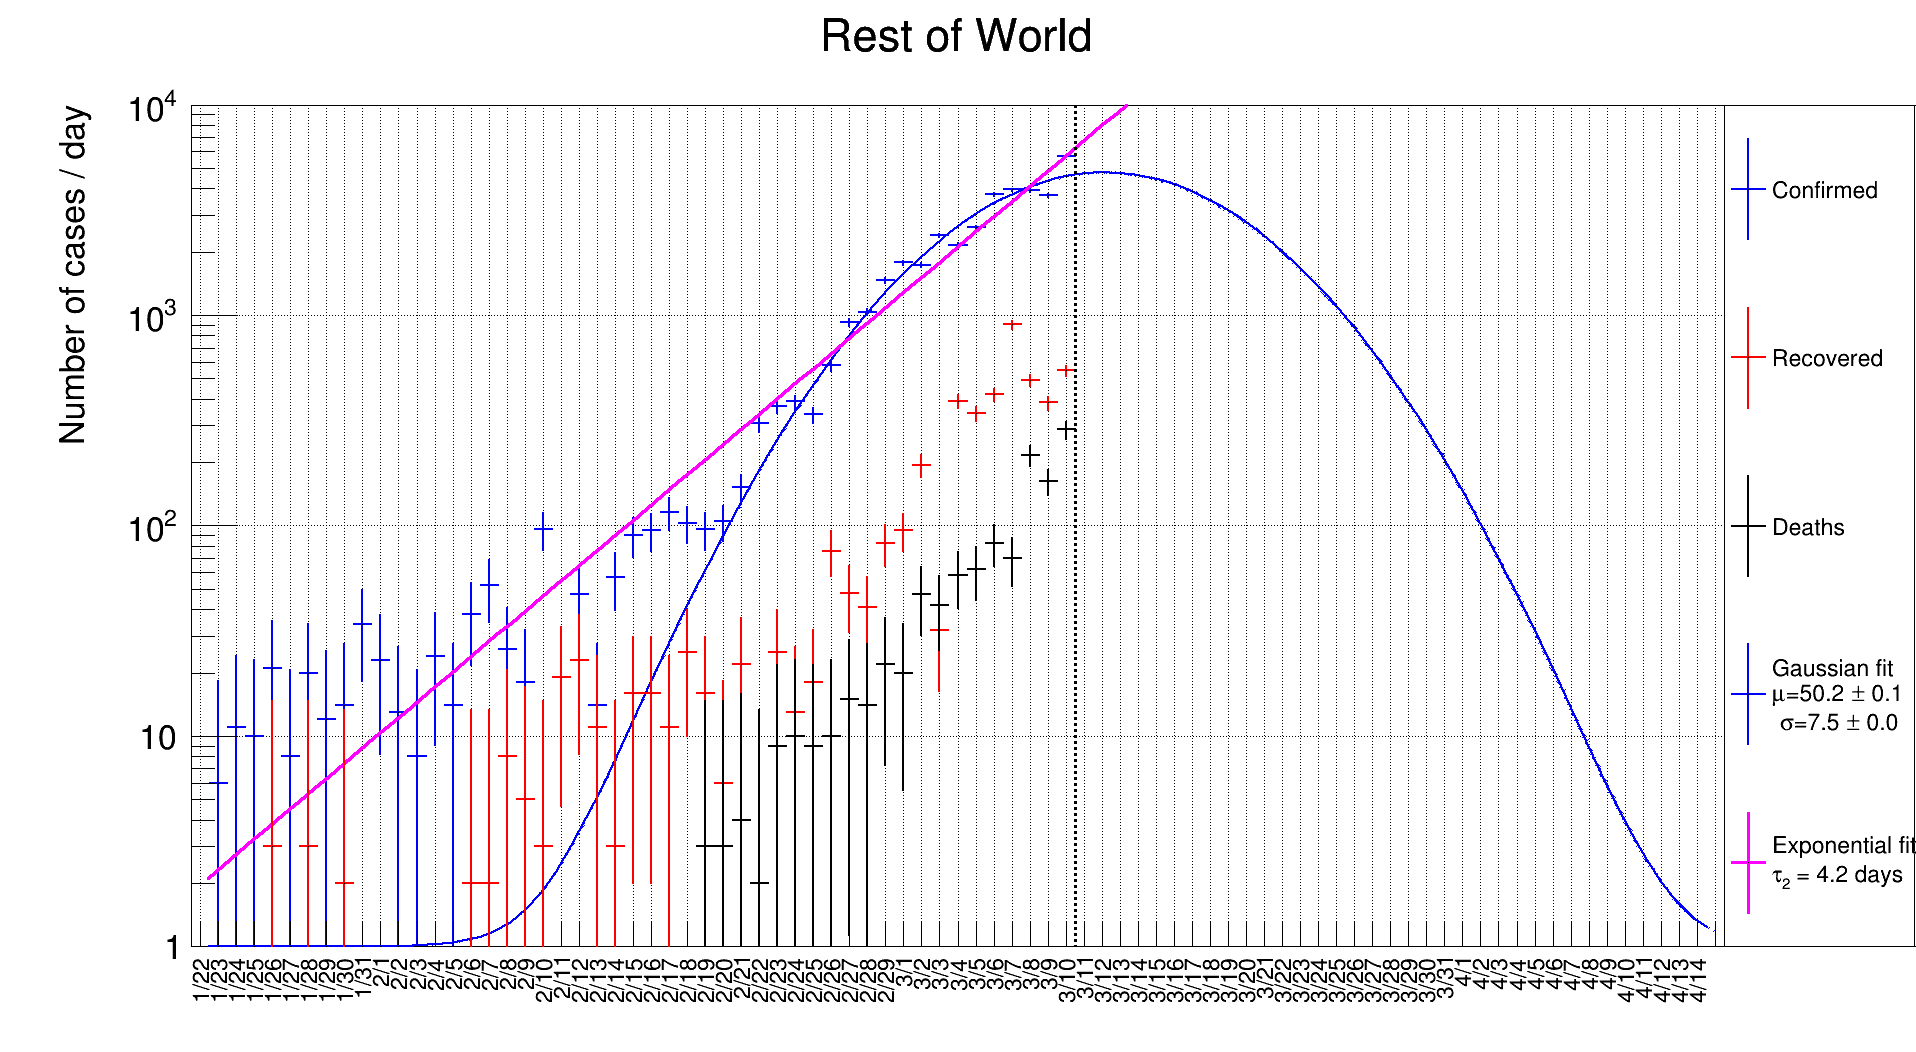 Rest of World
Number of cases / day
10⁴
10³
10²
10
1
1/22 1/23 1/24 1/25 1/26 1/27 1/28 1/29 1/30 1/31 2/1 2/2 2/3 2/4 2/5 2/6 2/7 2/8 2/9 2/10 2/11 2/12 2/13 2/14 2/15 2/16 2/17 2/18 2/19 2/20 2/21 2/22 2/23 2/24 2/25 2/26 2/27 2/28 2/29 3/1 3/2 3/3 3/4 3/5 3/6 3/7 3/8 3/9 3/10 3/11 3/12 3/13 3/14 3/15 3/16 3/17 3/18 3/19 3/20 3/21 3/22 3/23 3/24 3/25 3/26 3/27 3/28 3/29 3/30 3/31 4/1 4/2 4/3 4/4 4/5 4/6 4/7 4/8 4/9 4/10 4/11 4/12 4/13 4/14
Confirmed
Recovered
Deaths
Gaussian fit
μ=50.2 ± 0.1
σ=7.5 ± 0.0
Exponential fit
τ₂ = 4.2 days